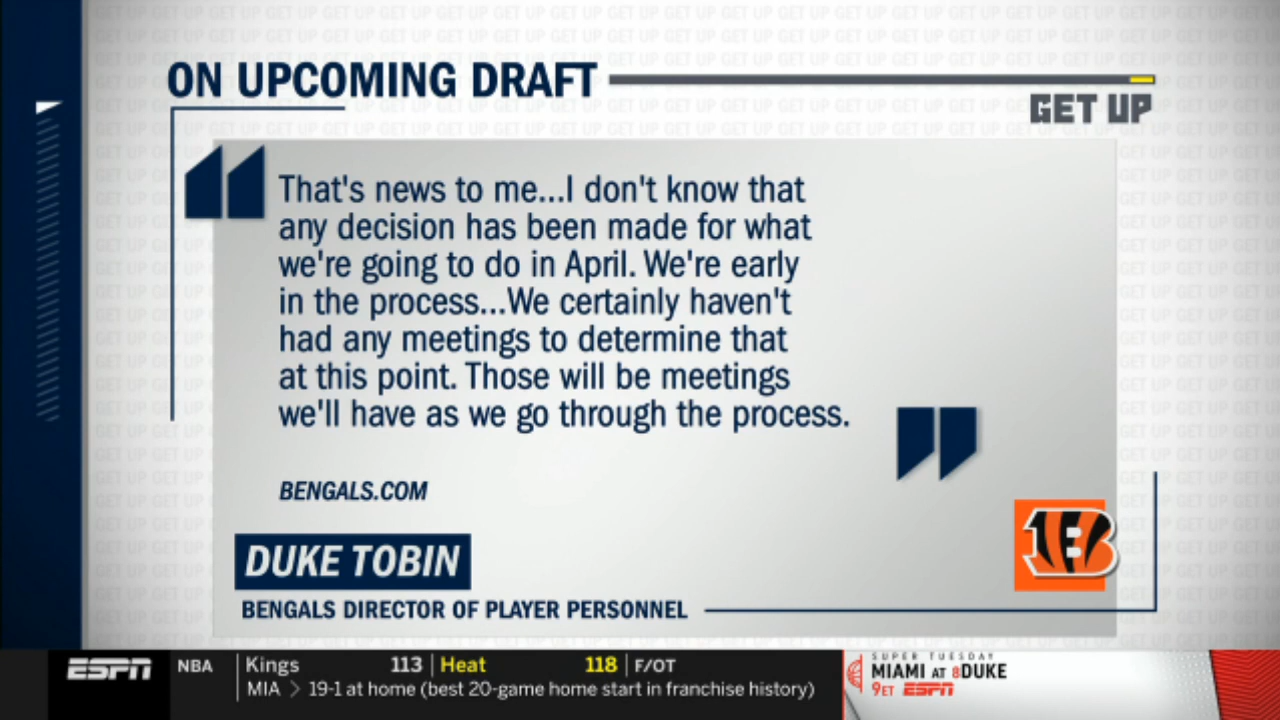 ON UPCOMING DRAFT
GET UP
That's news to me...I don't know that
any decision has been made for what
we're going to do in April. We're early
in the process...We certainly haven't
had any meetings to determine that
at this point. Those will be meetings
we'll have as we go through the process.
BENGALS.COM
B
DUKE TOBIN
BENGALS DIRECTOR OF PLAYER PERSONNEL
ESPN NBA Kings 113 Heat 118 F/OT
MIA > 19-1 at home (best 20-game home start in franchise history)
SUPER TUESDAY
MIAMI AT 8DUKE
9ET ESPN